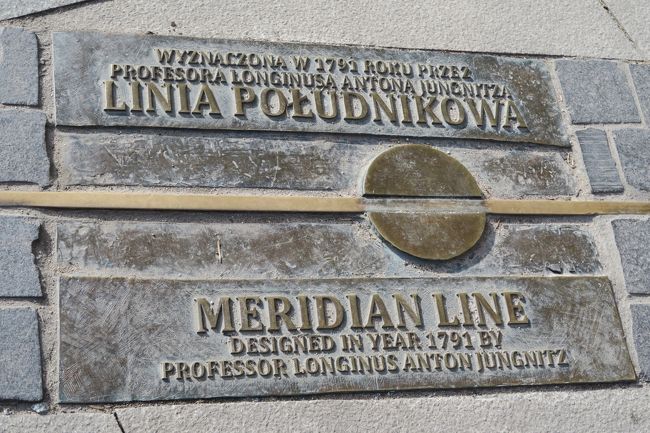 WYZNACZONA W 1791 ROKU PRZEZ
PROFESORA LONGINUSA ANTONA JUNGNITZA
LINIA POŁUDNIKOWA
MERIDIAN LINE
DESIGNED IN YEAR 1791 BY
PROFESSOR LONGINUS ANTON JUNGNITZ